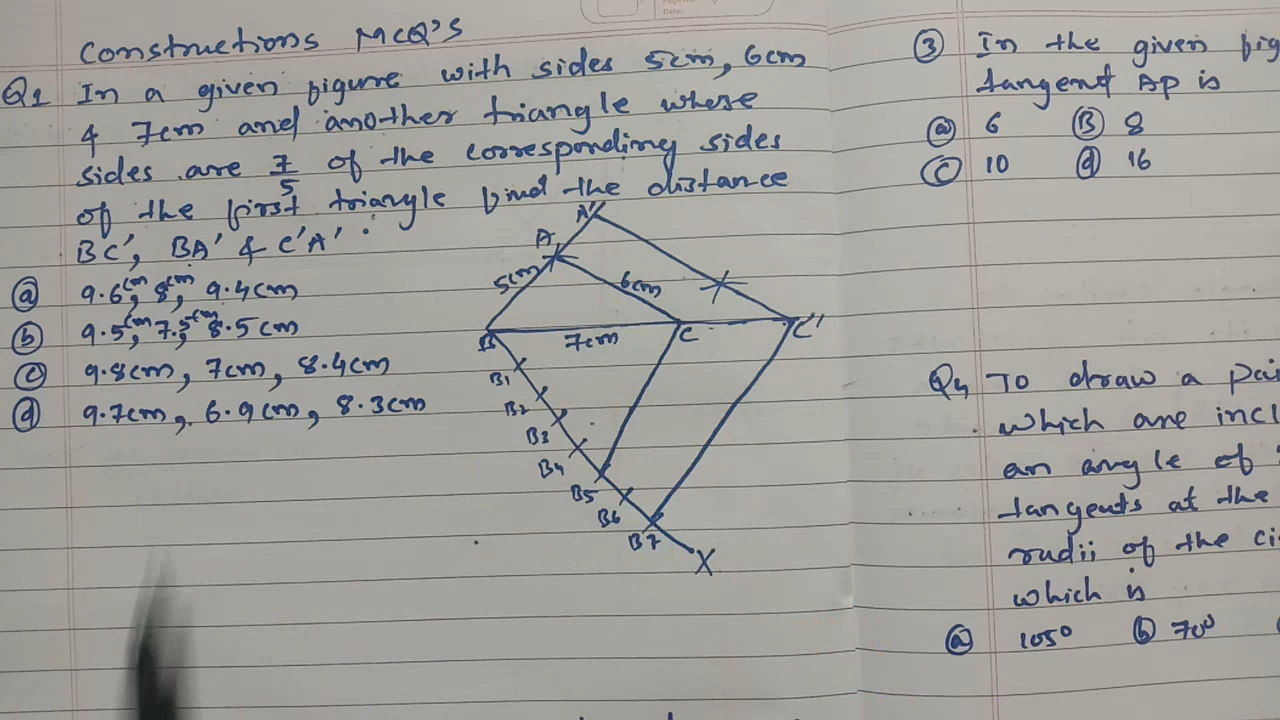 Constructions MCQ'S
Q1 In a given figure with sides 5cm, 6cm
& 7cm and another triangle where
sides are 7/5 of the corresponding sides
of the first triangle find the distance
BC', BA' & C'A'.
ⓐ 9.6cm, 8cm, 9.4cm
ⓑ 9.5cm, 7.5cm, 8.5cm
ⓒ 9.8cm, 7cm, 8.4cm
ⓓ 9.7cm, 6.9cm, 8.3cm
A'
A
5cm
6cm
B
7cm
C
C'
B1
B2
B3
B4
B5
B6
B7
X
③ In the given fig
tangent AP is
ⓐ 6 ⓑ 8
ⓒ 10 ⓓ 16
Q4 To draw a pai
which are incl
an angle of
tangents at the
radii of the ci
which is
ⓐ 105° ⓑ 70°